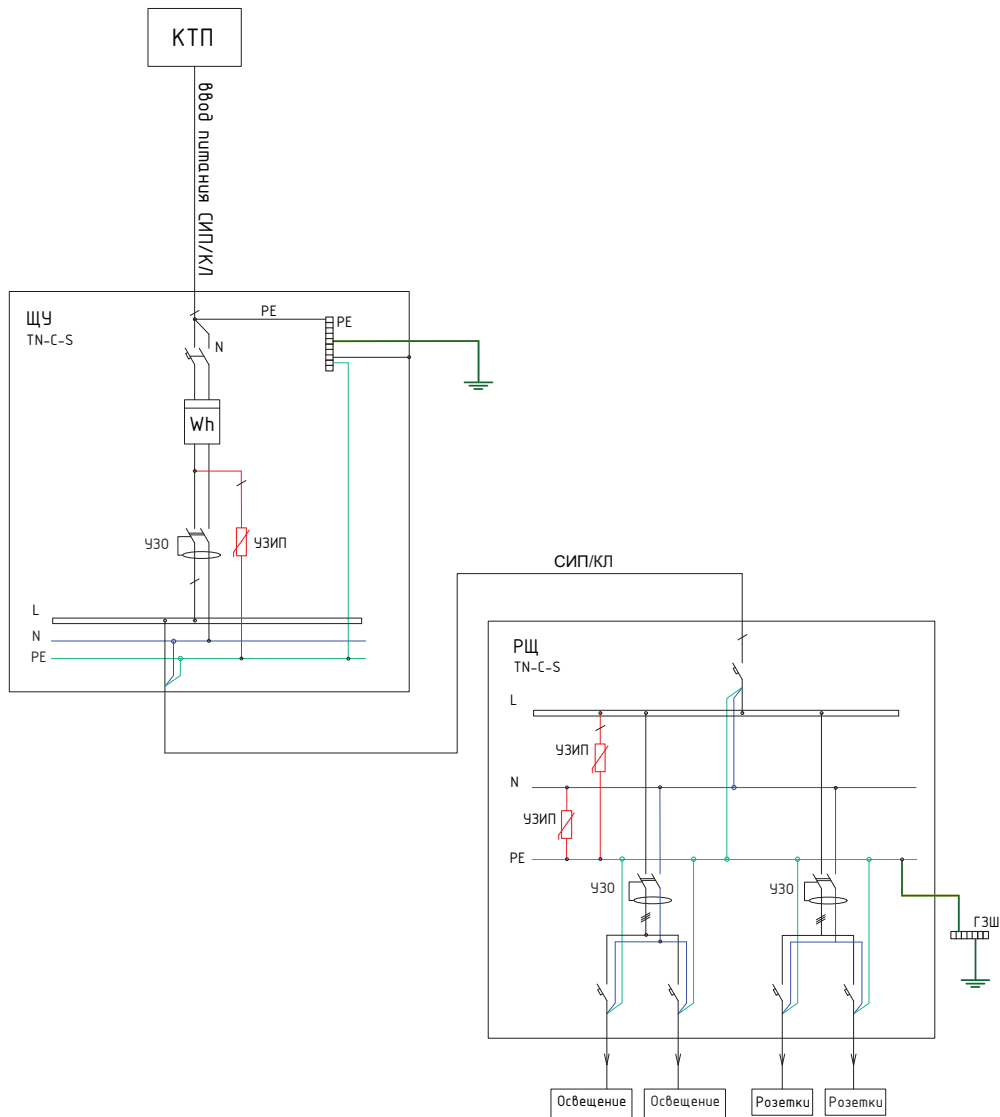 КТП
ввод питания СИП/КЛ
ЩУ
TN-C-S
PE
PE
N
Wh
УЗО
УЗИП
L
N
PE
СИП/КЛ
РЩ
TN-C-S
L
УЗИП
N
УЗИП
PE
УЗО
УЗО
ГЗШ
Освещение
Освещение
Розетки
Розетки